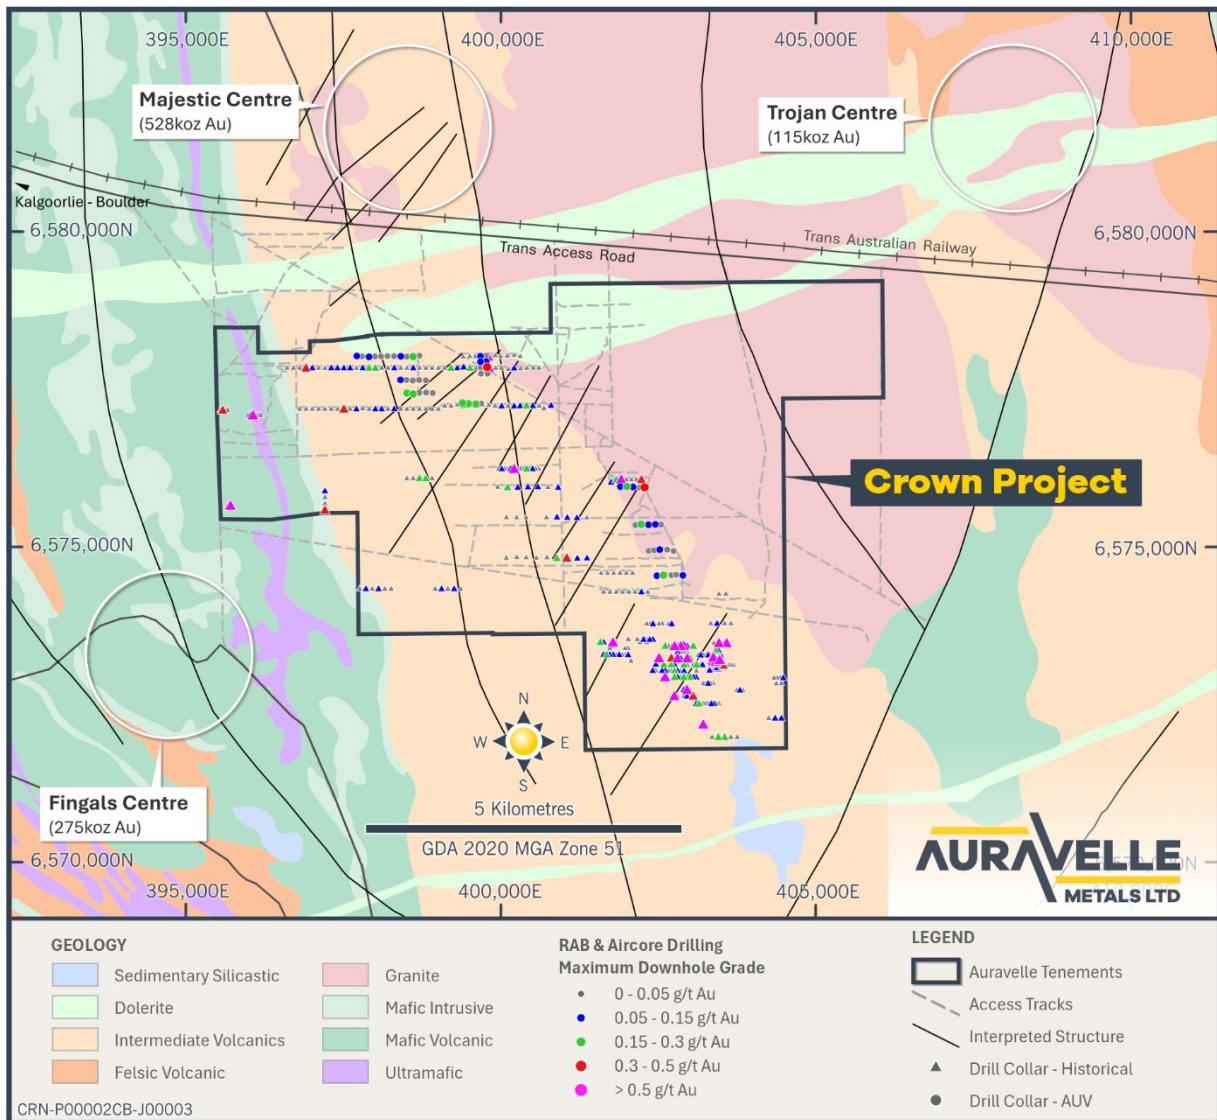 395,000E
400,000E
405,000E
410,000E
Majestic Centre
(528koz Au)
Trojan Centre
(115koz Au)
Kalgoorlie - Boulder
6,580,000N
Trans Access Road
Trans Australian Railway
6,580,000N
Crown Project
6,575,000N
6,575,000N
N
W
E
S
5 Kilometres
GDA 2020 MGA Zone 51
Fingals Centre
(275koz Au)
6,570,000N
395,000E
400,000E
405,000E
AURAVELLE
METALS LTD
GEOLOGY
Sedimentary Silicastic
Dolerite
Intermediate Volcanics
Felsic Volcanic
Granite
Mafic Intrusive
Mafic Volcanic
Ultramafic
RAB & Aircore Drilling
Maximum Downhole Grade
0 - 0.05 g/t Au
0.05 - 0.15 g/t Au
0.15 - 0.3 g/t Au
0.3 - 0.5 g/t Au
> 0.5 g/t Au
LEGEND
Auravelle Tenements
Access Tracks
Interpreted Structure
Drill Collar - Historical
Drill Collar - AUV
CRN-P00002CB-J00003